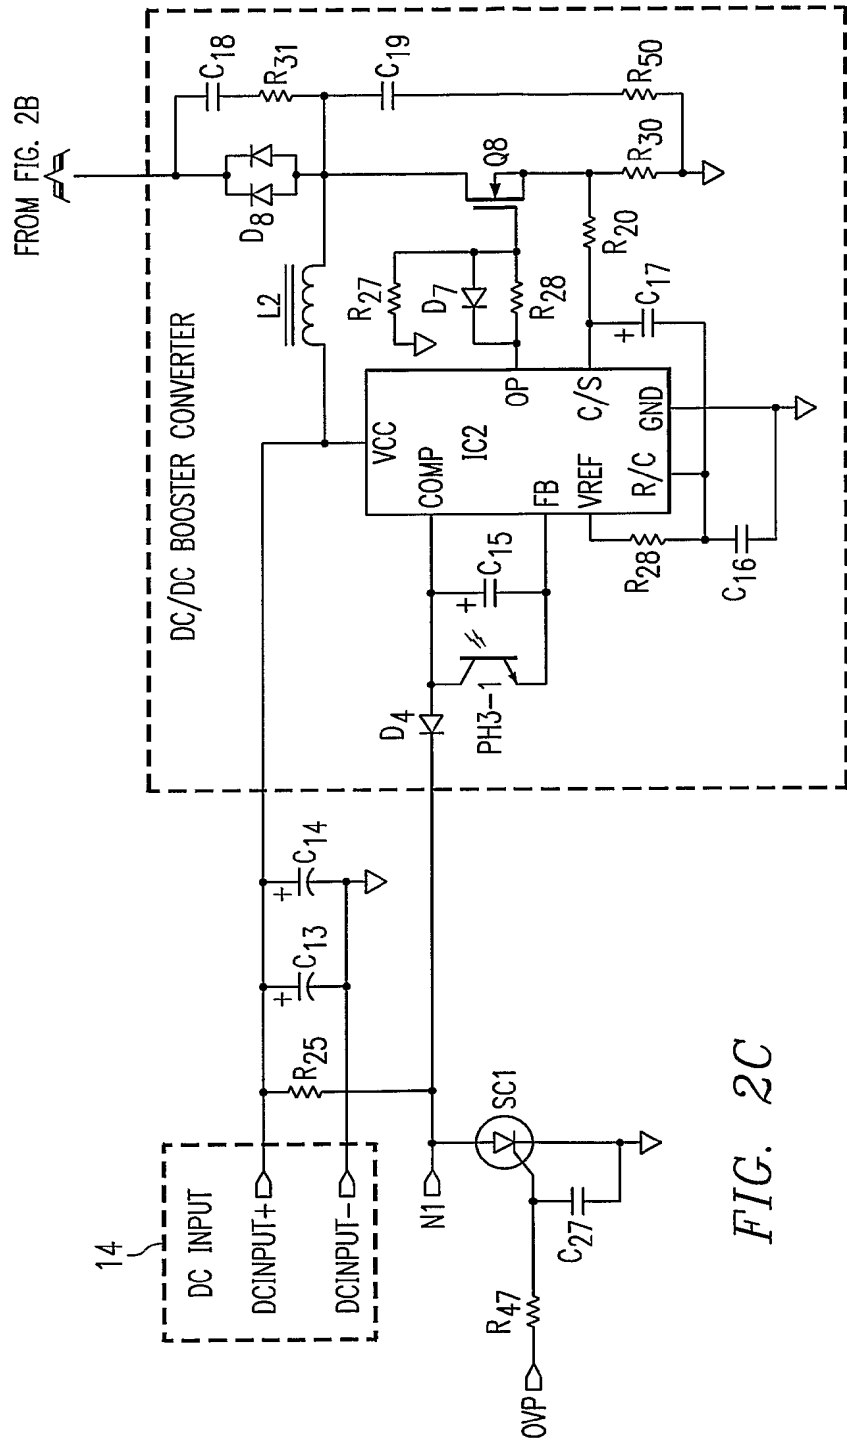 FROM FIG. 2B
DC/DC BOOSTER CONVERTER
C18
R31
D8
L2
C19
R50
Q8
R30
R27
D7
R28
R20
C17
+
VCC
COMP
IC2
OP
C/S
FB
VREF
R/C
GND
C15
+
R28
C16
D4
PH3-1
C14
+
C13
+
R25
14
DC INPUT
DCINPUT+
DCINPUT-
N1
SC1
C27
R47
OVP
FIG. 2C